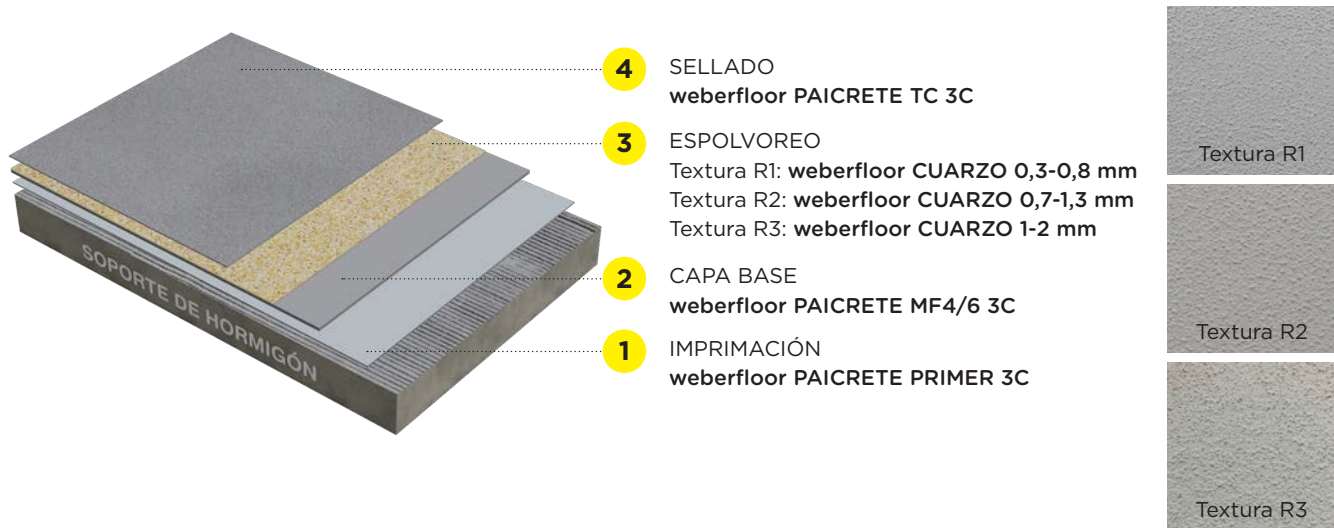 4
SELLADO
weberfloor PAICRETE TC 3C
3
ESPOLVOREO
Textura R1: weberfloor CUARZO 0,3-0,8 mm
Textura R2: weberfloor CUARZO 0,7-1,3 mm
Textura R3: weberfloor CUARZO 1-2 mm
2
CAPA BASE
weberfloor PAICRETE MF4/6 3C
1
IMPRIMACIÓN
weberfloor PAICRETE PRIMER 3C
SOPORTE DE HORMIGÓN
Textura R1
Textura R2
Textura R3